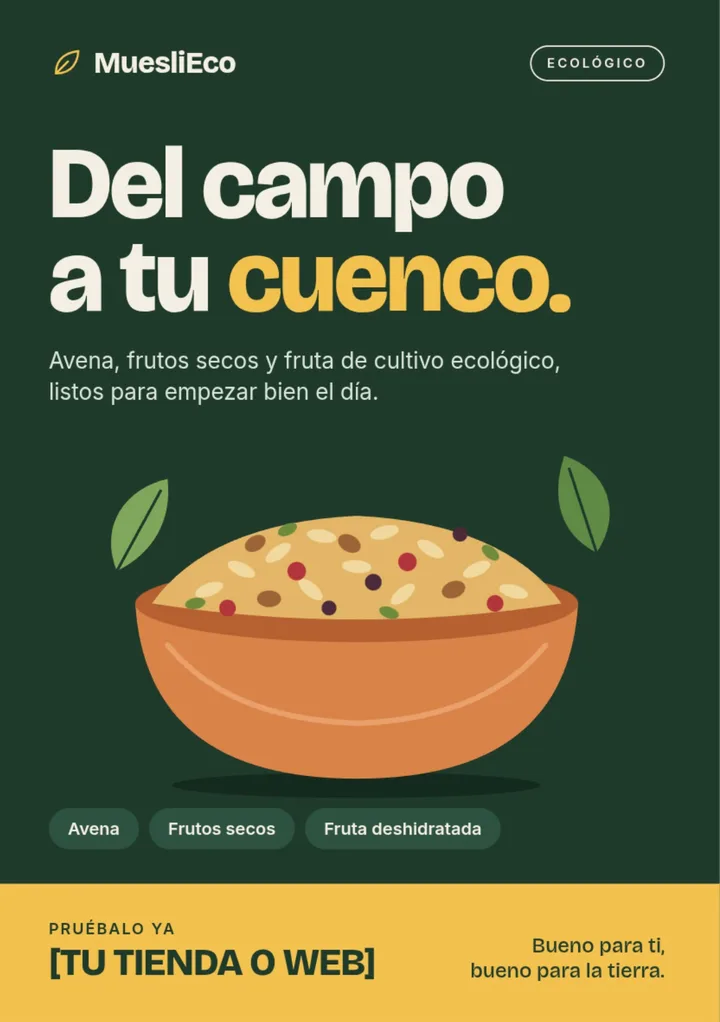 MuesliEco
ECOLÓGICO
Del campo
a tu cuenco.
Avena, frutos secos y fruta de cultivo ecológico,
listos para empezar bien el día.
Avena
Frutos secos
Fruta deshidratada
PRUÉBALO YA
[TU TIENDA O WEB]
Bueno para ti,
bueno para la tierra.